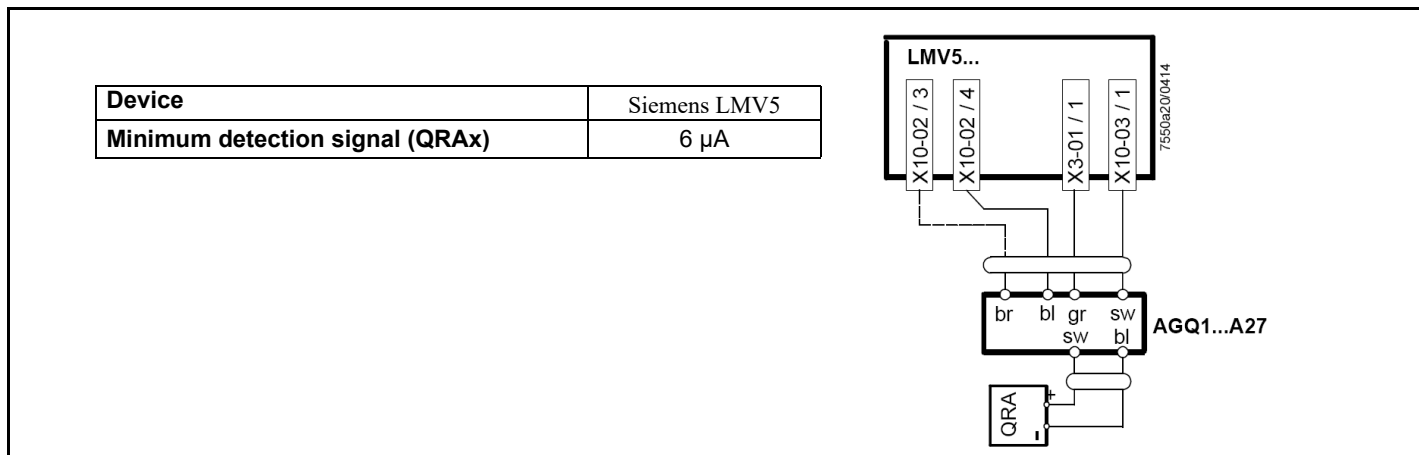 Device Siemens LMV5
Minimum detection signal (QRAx) 6 µA
LMV5...
X10-02 / 3
X10-02 / 4
X3-01 / 1
X10-03 / 1
7550a20/0414
br bl gr sw
sw bl
AGQ1...A27
QRA
+
-